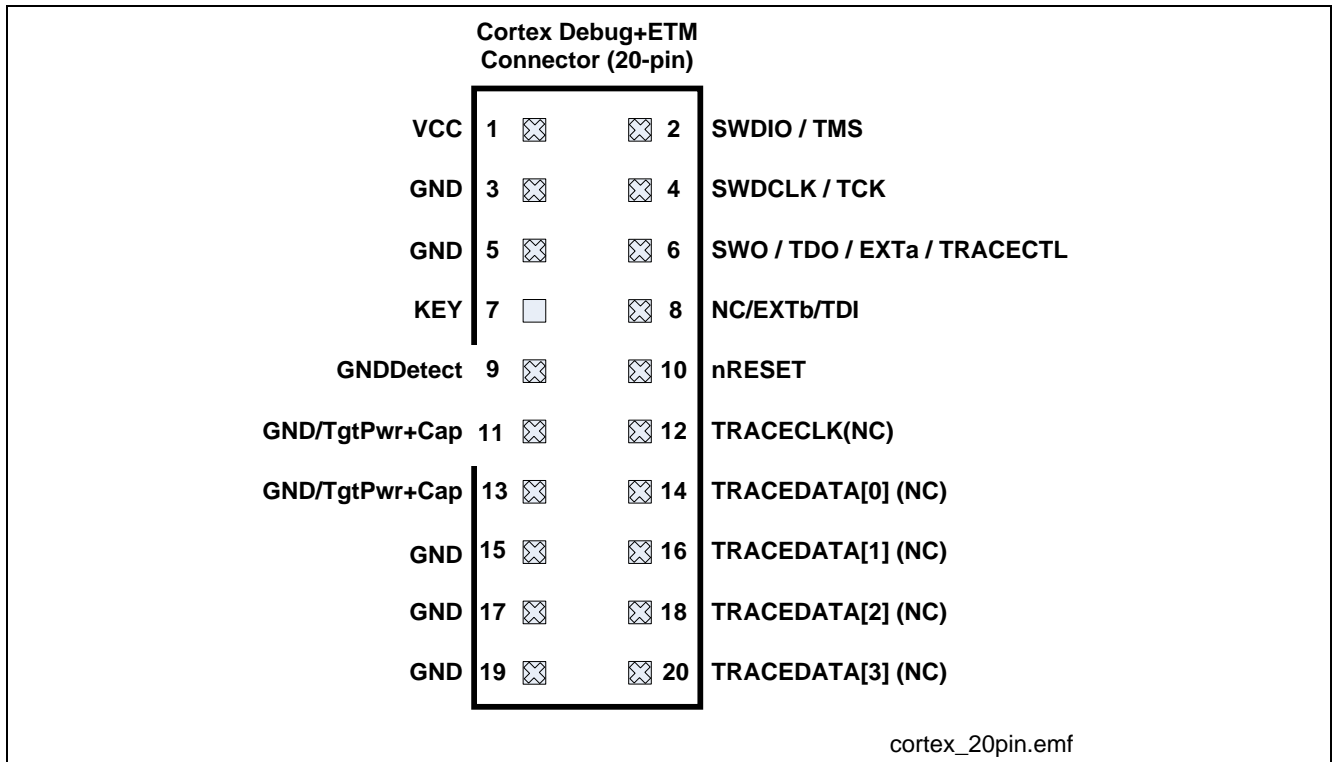 Cortex Debug+ETM
Connector (20-pin)
VCC 1 2 SWDIO / TMS
GND 3 4 SWDCLK / TCK
GND 5 6 SWO / TDO / EXTa / TRACECTL
KEY 7 8 NC/EXTb/TDI
GNDDetect 9 10 nRESET
GND/TgtPwr+Cap 11 12 TRACECLK(NC)
GND/TgtPwr+Cap 13 14 TRACEDATA[0] (NC)
GND 15 16 TRACEDATA[1] (NC)
GND 17 18 TRACEDATA[2] (NC)
GND 19 20 TRACEDATA[3] (NC)
cortex_20pin.emf